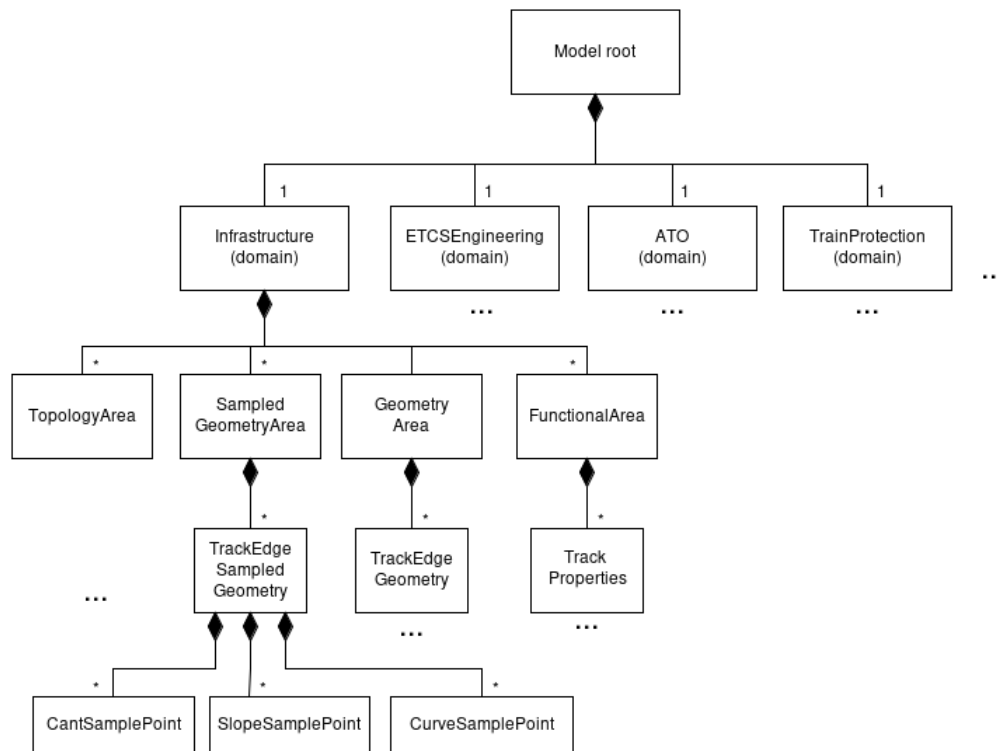 Model root
1
1
1
1
Infrastructure
(domain)
ETCSEngineering
(domain)
ATO
(domain)
TrainProtection
(domain)
...
...
...
..
*
*
*
TopologyArea
Sampled
GeometryArea
Geometry
Area
FunctionalArea
*
*
*
TrackEdge
Sampled
Geometry
TrackEdge
Geometry
Track
Properties
...
...
...
*
*
*
CantSamplePoint
SlopeSamplePoint
CurveSamplePoint